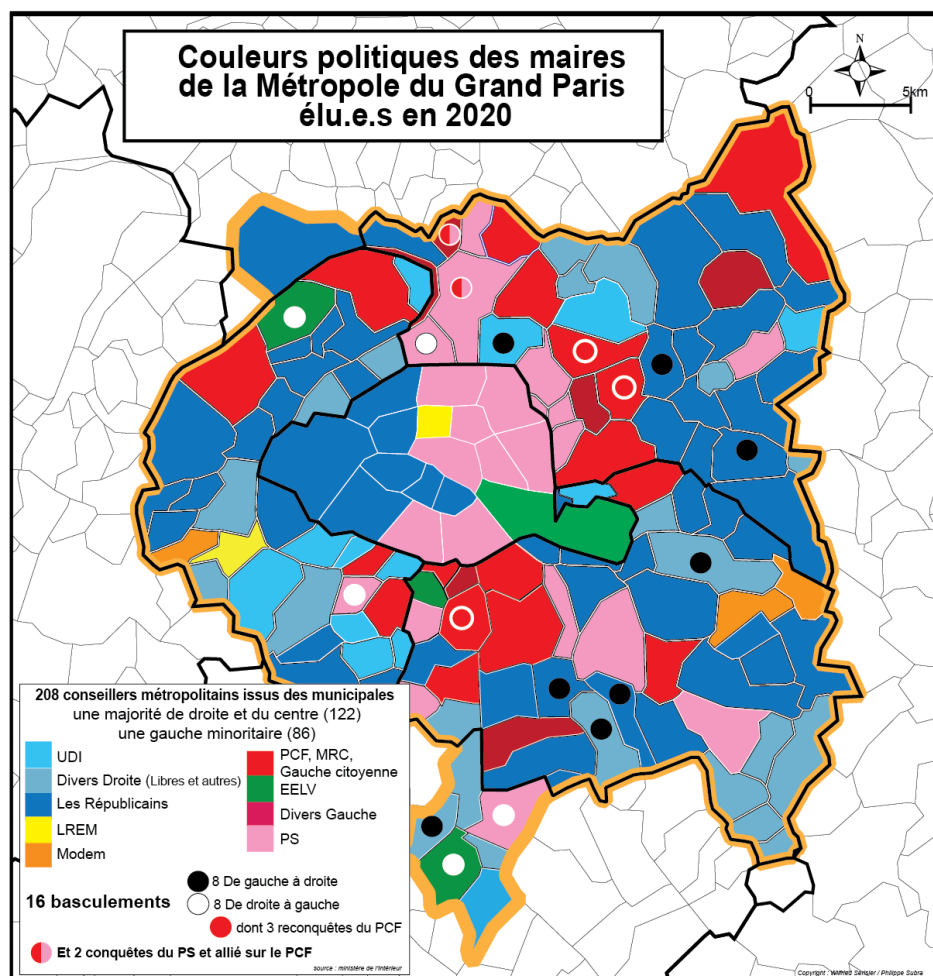 Couleurs politiques des maires
de la Métropole du Grand Paris
élu.e.s en 2020
N
0 5km
208 conseillers métropolitains issus des municipales
une majorité de droite et du centre (122)
une gauche minoritaire (86)
UDI
Divers Droite (Libres et autres)
Les Républicains
LREM
Modem
PCF, MRC,
Gauche citoyenne
EELV
Divers Gauche
PS
16 basculements
8 De gauche à droite
8 De droite à gauche
dont 3 reconquêtes du PCF
Et 2 conquêtes du PS et allié sur le PCF
source : ministère de l'intérieur
Copyright : Wilfried Serisier / Philippe Subra